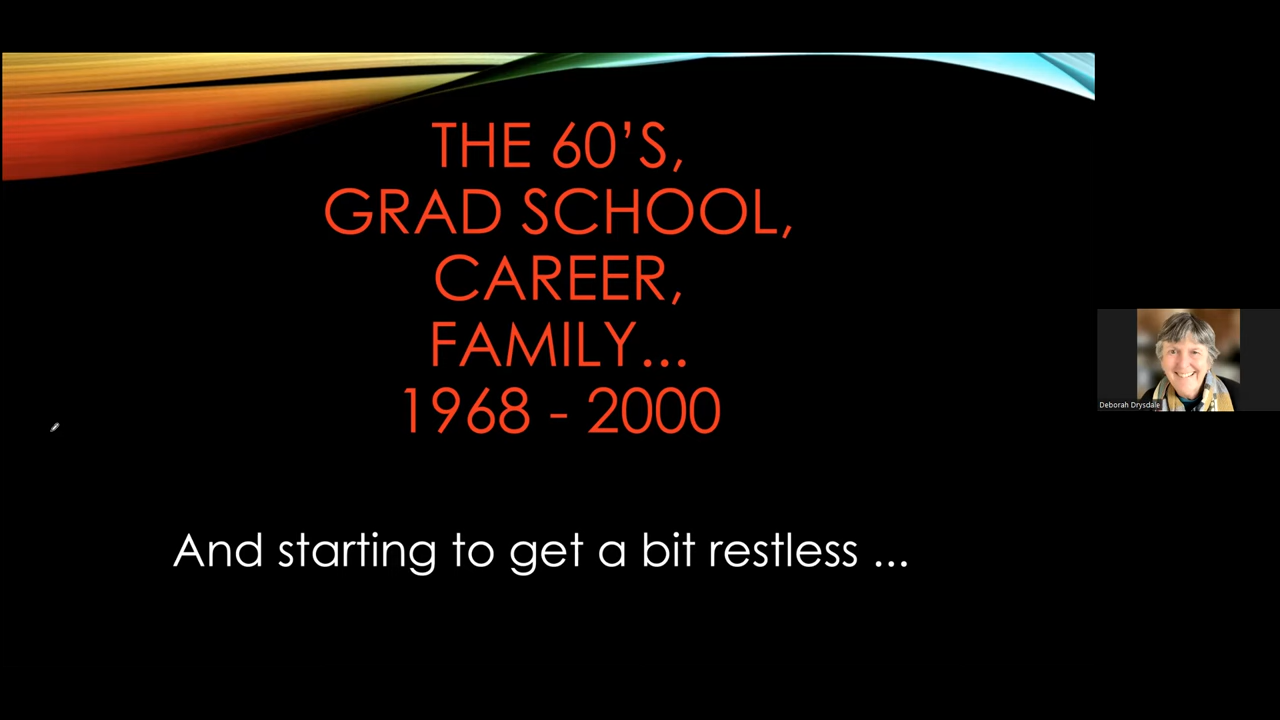 THE 60’S,
GRAD SCHOOL,
CAREER,
FAMILY...
1968 - 2000
And starting to get a bit restless ...
Deborah Drysdale